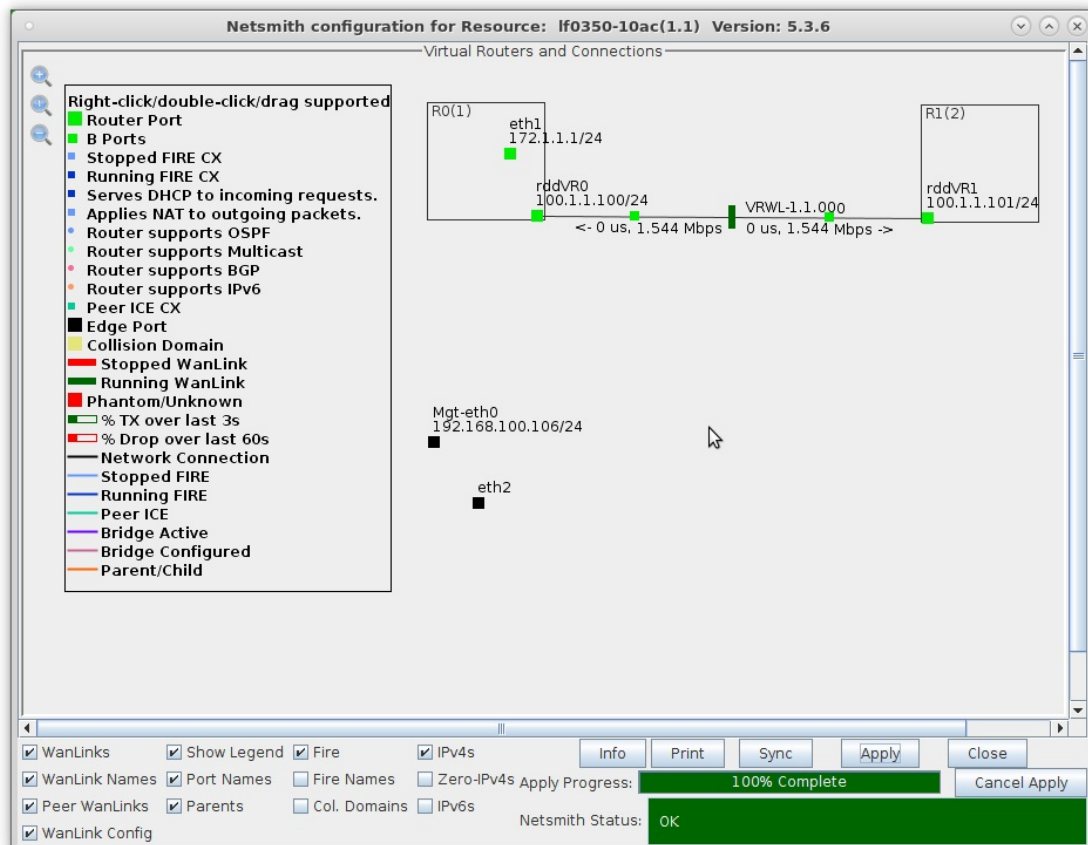 Netsmith configuration for Resource: lf0350-10ac(1.1) Version: 5.3.6
Virtual Routers and Connections
Right-click/double-click/drag supported
Router Port
B Ports
Stopped FIRE CX
Running FIRE CX
Serves DHCP to incoming requests.
Applies NAT to outgoing packets.
Router supports OSPF
Router supports Multicast
Router supports BGP
Router supports IPv6
Peer ICE CX
Edge Port
Collision Domain
Stopped WanLink
Running WanLink
Phantom/Unknown
% TX over last 3s
% Drop over last 60s
Network Connection
Stopped FIRE
Running FIRE
Peer ICE
Bridge Active
Bridge Configured
Parent/Child
R0(1)
eth1
172.1.1.1/24
rddVR0
100.1.1.100/24
<- 0 us, 1.544 Mbps
VRWL-1.1.000
0 us, 1.544 Mbps ->
R1(2)
rddVR1
100.1.1.101/24
Mgt-eth0
192.168.100.106/24
eth2
WanLinks Show Legend Fire IPv4s Info Print Sync Apply Close
WanLink Names Port Names Fire Names Zero-IPv4s Apply Progress: 100% Complete Cancel Apply
Peer WanLinks Parents Col. Domains IPv6s Netsmith Status: OK
WanLink Config